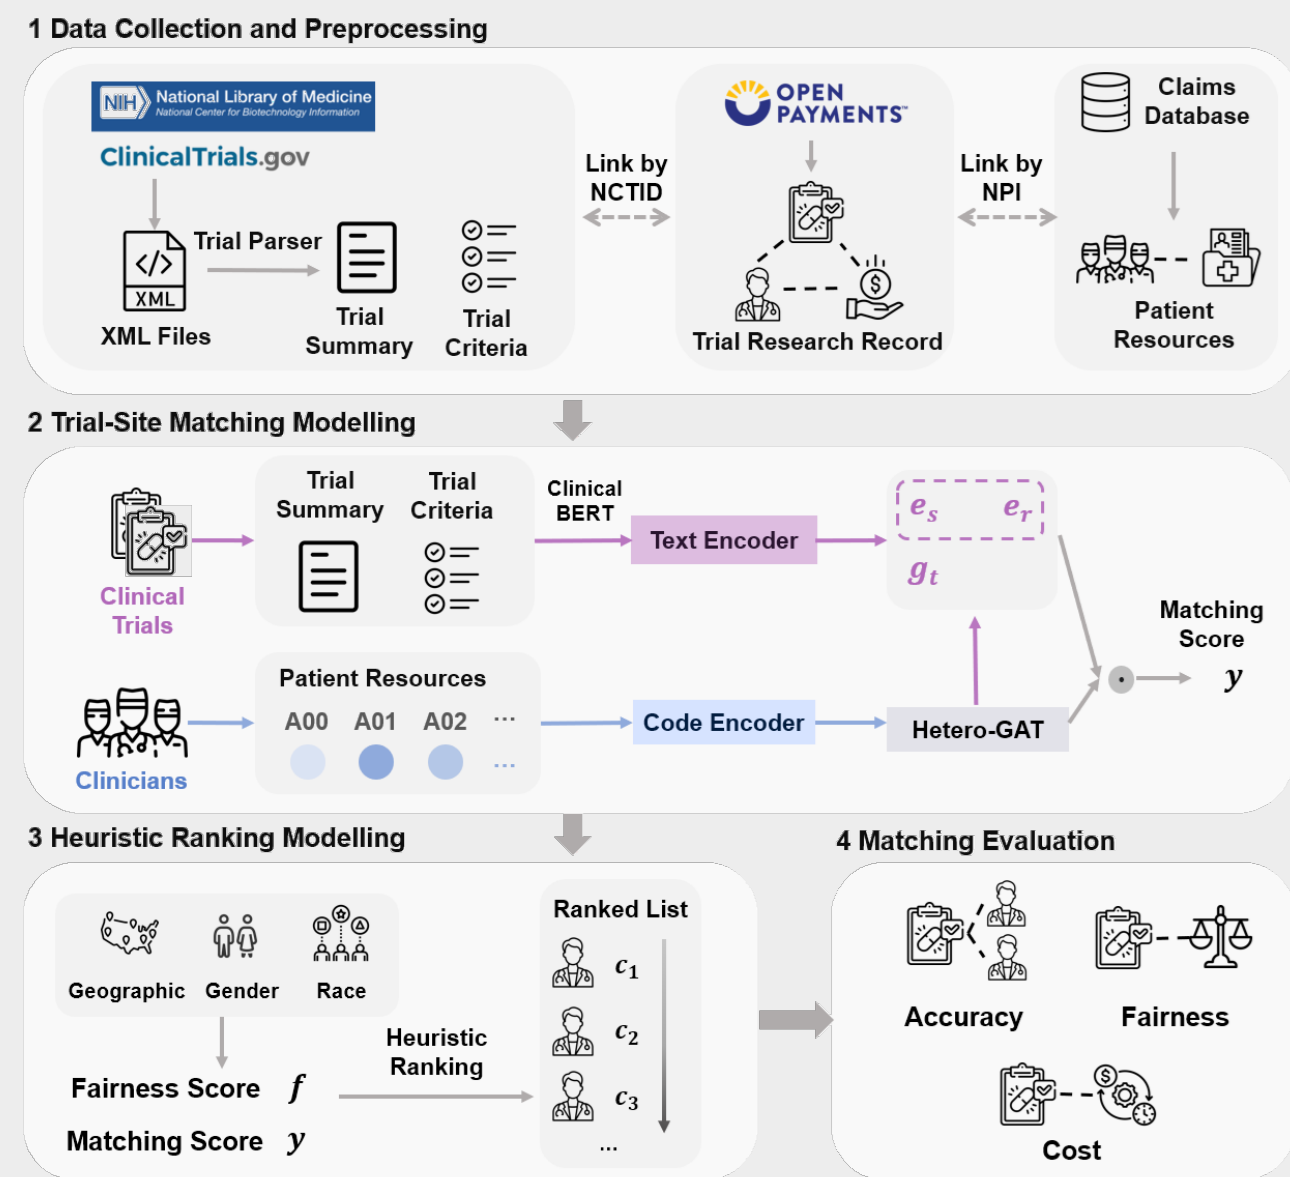 1 Data Collection and Preprocessing
NIH
National Library of Medicine
National Center for Biotechnology Information
ClinicalTrials.gov
Trial Parser
</>
XML
XML Files
Trial
Summary
Trial
Criteria
Link by
NCTID
OPEN
PAYMENTS™
$
Trial Research Record
Link by
NPI
Claims
Database
Patient
Resources
2 Trial-Site Matching Modelling
Clinical
Trials
Trial
Summary
Trial
Criteria
Clinical
BERT
Text Encoder
e_s e_r
g_t
Matching
Score
y
Clinicians
Patient Resources
A00 A01 A02 ...
...
Code Encoder
Hetero-GAT
3 Heuristic Ranking Modelling
Geographic
Gender
Race
Fairness Score f
Matching Score y
Heuristic
Ranking
Ranked List
c_1
c_2
c_3
...
4 Matching Evaluation
Accuracy
Fairness
$
Cost